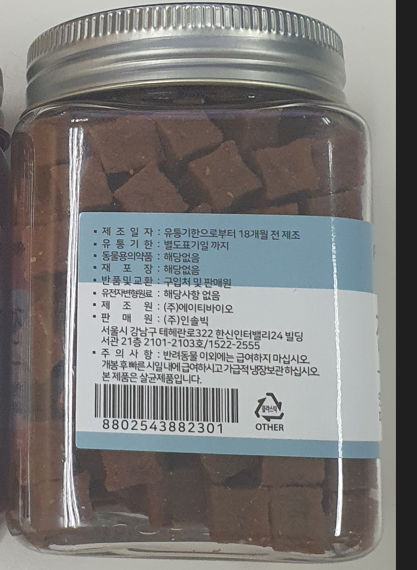 ▪ 제 조 일 자 : 유통기한으로부터 18개월 전 제조
▪ 유 통 기 한 : 별도표기일 까지
▪ 동물용의약품 : 해당없음
▪ 재 포 장 : 해당없음
▪ 반품및교환 : 구입처 및 판매원
▪ 유전자변형원료 : 해당사항 없음
▪ 제 조 원 : (주)에이티바이오
▪ 판 매 원 : (주)인솔빅
서울시 강남구 테헤란로322 한신인터밸리24 빌딩
서관 21층 2101-2103호/1522-2555
▪ 주 의 사 항 : 반려동물 이외에는 급여하지 마십시오.
개봉 후 빠른 시일 내에 급여하시고 가급적 냉장보관 하십시오.
본 제품은 살균제품입니다.
플라스틱
OTHER
8802543882301